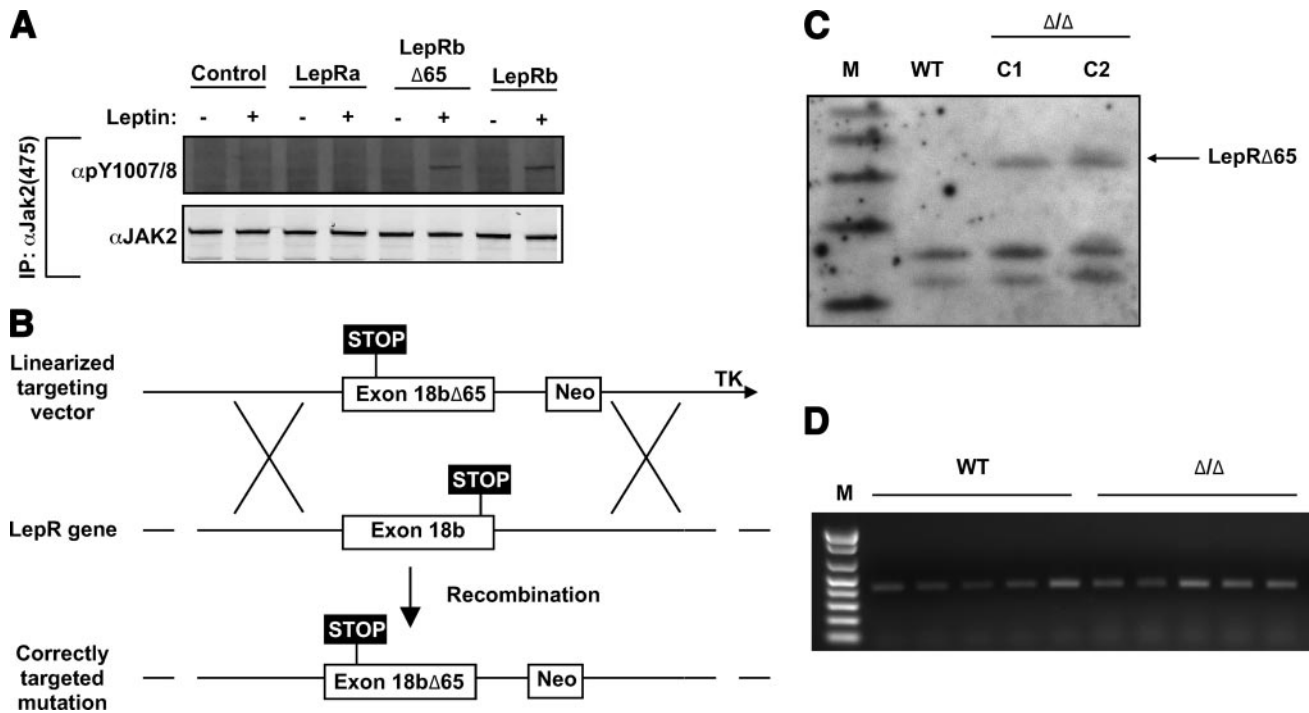 A
Control
LepRa
LepRb
Δ65
LepRb
Leptin:
- + - + - + - +
IP: αJak2(475)
αpY1007/8
αJAK2
B
STOP
Linearized
targeting
vector
Exon 18bΔ65
Neo
TK
STOP
LepR gene
Exon 18b
Recombination
STOP
Correctly
targeted
mutation
Exon 18bΔ65
Neo
C
Δ/Δ
M WT C1 C2
LepRΔ65
D
WT Δ/Δ
M